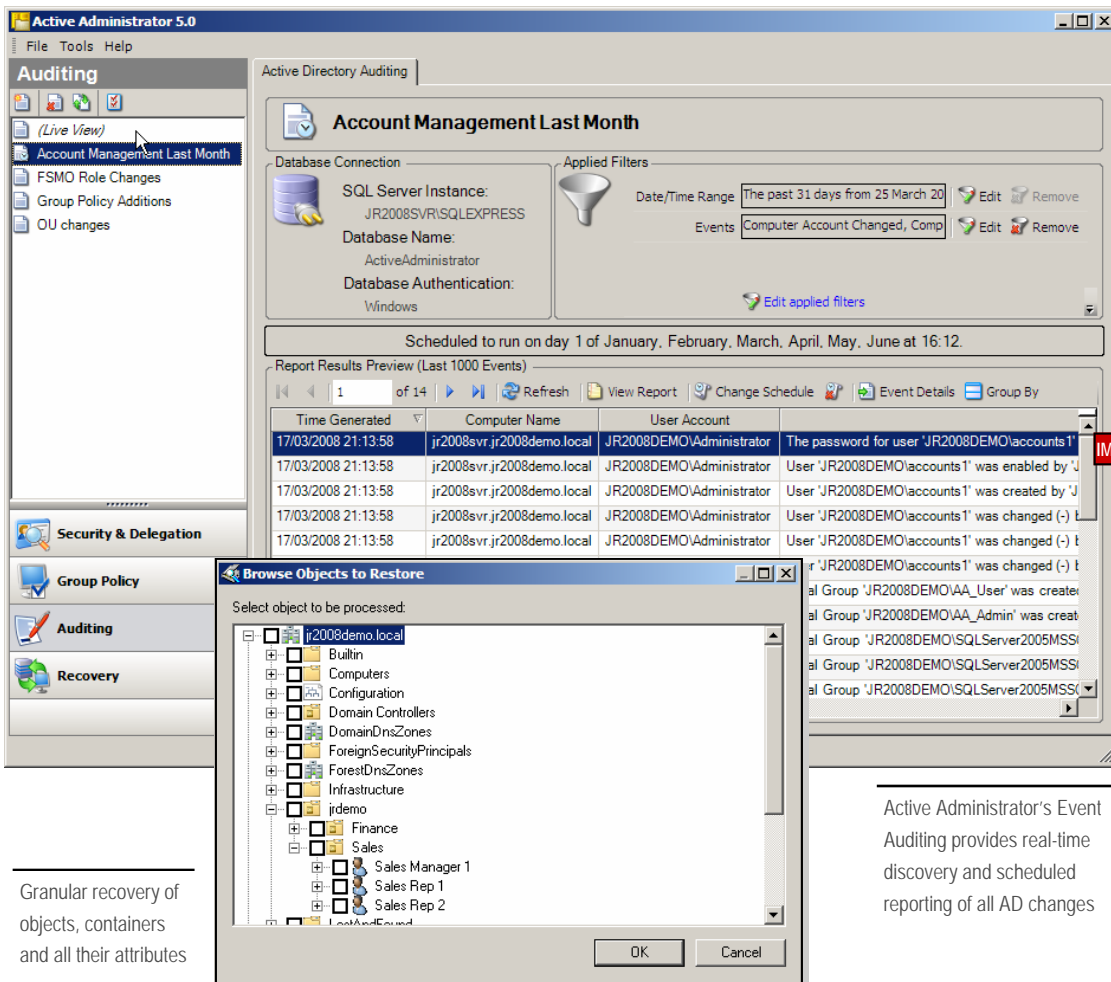 Active Administrator 5.0
File Tools Help
Auditing
(Live View)
Account Management Last Month
FSMO Role Changes
Group Policy Additions
OU changes
Security & Delegation
Group Policy
Auditing
Recovery
Active Directory Auditing
Account Management Last Month
Database Connection
SQL Server Instance:
JR2008SVR\SQLEXPRESS
Database Name:
ActiveAdministrator
Database Authentication:
Windows
Applied Filters
Date/Time Range The past 31 days from 25 March 20 Edit Remove
Events Computer Account Changed, Comp Edit Remove
Edit applied filters
Scheduled to run on day 1 of January, February, March, April, May, June at 16:12.
Report Results Preview (Last 1000 Events)
1 of 14 Refresh View Report Change Schedule Event Details Group By
Time Generated Computer Name User Account
17/03/2008 21:13:58 jr2008svr.jr2008demo.local JR2008DEMO\Administrator The password for user 'JR2008DEMO\accounts1'
IM
17/03/2008 21:13:58 jr2008svr.jr2008demo.local JR2008DEMO\Administrator User 'JR2008DEMO\accounts1' was enabled by 'J
17/03/2008 21:13:58 jr2008svr.jr2008demo.local JR2008DEMO\Administrator User 'JR2008DEMO\accounts1' was created by 'J
17/03/2008 21:13:58 jr2008svr.jr2008demo.local JR2008DEMO\Administrator User 'JR2008DEMO\accounts1' was changed (-) b
17/03/2008 21:13:58 jr2008svr.jr2008demo.local JR2008DEMO\Administrator User 'JR2008DEMO\accounts1' was changed (-) b
r 'JR2008DEMO\accounts1' was changed (-) b
al Group 'JR2008DEMO\AA_User' was create
al Group 'JR2008DEMO\AA_Admin' was creat
al Group 'JR2008DEMO\SQLServer2005MSS
al Group 'JR2008DEMO\SQLServer2005MSS
al Group 'JR2008DEMO\SQLServer2005MSS
Browse Objects to Restore
Select object to be processed:
jr2008demo.local
Builtin
Computers
Configuration
Domain Controllers
DomainDnsZones
ForeignSecurityPrincipals
ForestDnsZones
Infrastructure
jrdemo
Finance
Sales
Sales Manager 1
Sales Rep 1
Sales Rep 2
LostAndFound
OK Cancel
Granular recovery of
objects, containers
and all their attributes
Active Administrator's Event
Auditing provides real-time
discovery and scheduled
reporting of all AD changes